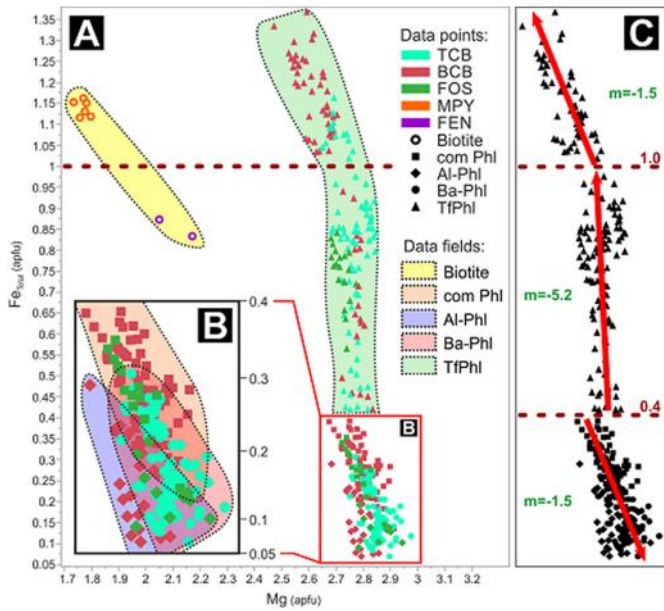 A
C
1.35
1.3
1.25
1.2
1.15
1.1
1.05
1
0.95
0.9
0.85
0.8
0.75
0.7
0.65
0.6
0.55
0.5
0.45
0.4
0.35
0.3
0.25
0.2
0.15
0.1
0.05
Fe Total (apfu)
Data points:
TCB
BCB
FOS
MPY
FEN
Biotite
com Phl
Al-Phl
Ba-Phl
TfPhl
Data fields:
Biotite
com Phl
Al-Phl
Ba-Phl
TfPhl
B
0.4
0.3
0.2
0.1
0.05
B
1.7 1.8 1.9 2 2.1 2.2 2.3 2.4 2.5 2.6 2.7 2.8 2.9 3 3.1 3.2
Mg (apfu)
m=-1.5
1.0
m=-5.2
0.4
m=-1.5